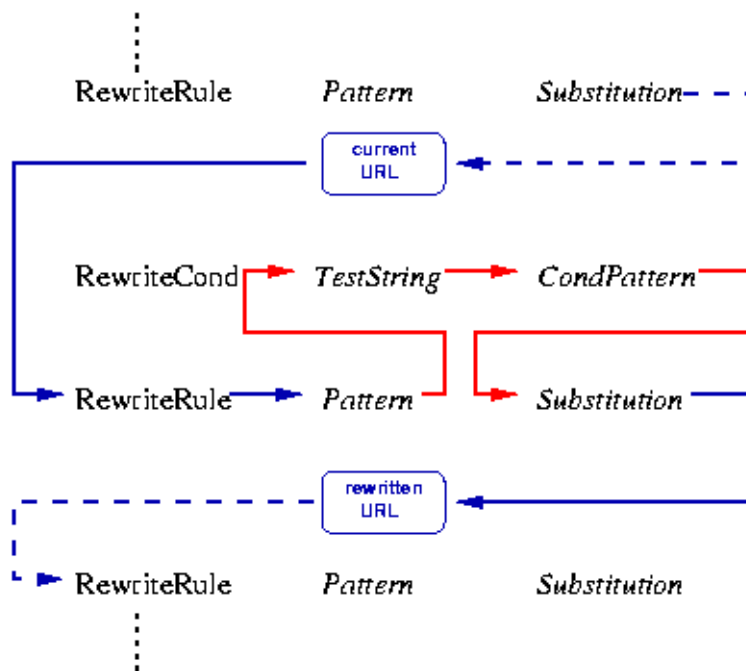 RewriteRule Pattern Substitution
current
URL
RewriteCond TestString CondPattern
RewriteRule Pattern Substitution
rewritten
URL
RewriteRule Pattern Substitution